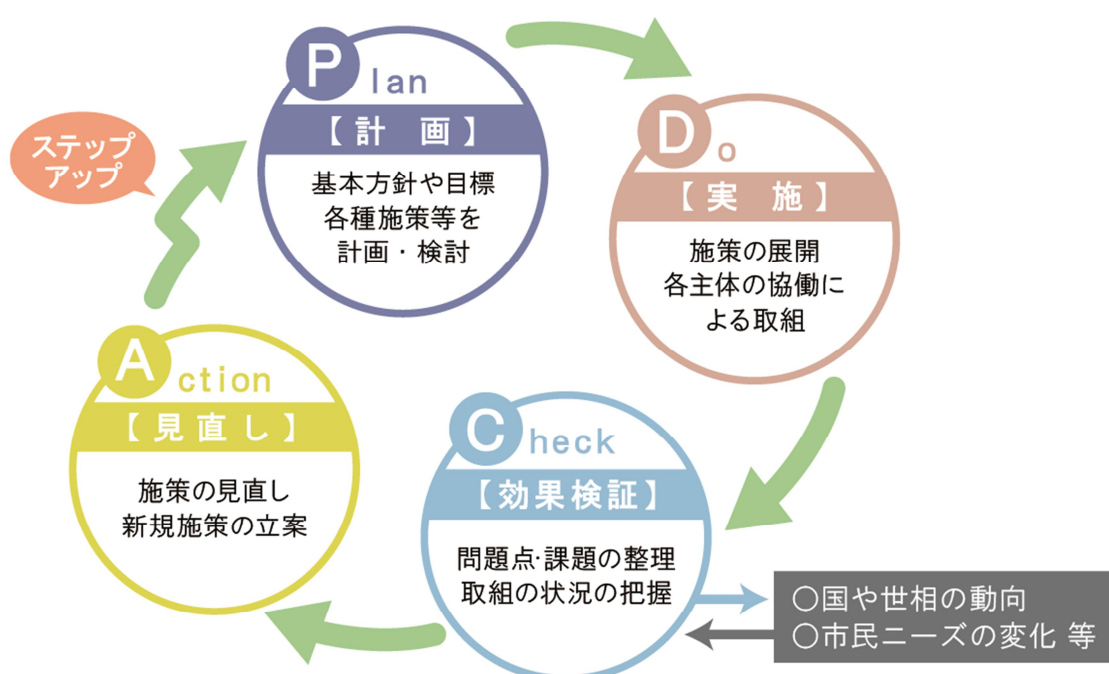 Plan
【計　画】
基本方針や目標
各種施策等を
計画・検討
Do
【実　施】
施策の展開
各主体の協働に
よる取組
Check
【効果検証】
問題点・課題の整理
取組の状況の把握
〇国や世相の動向
〇市民ニーズの変化 等
Action
【見直し】
施策の見直し
新規施策の立案
ステップ
アップ